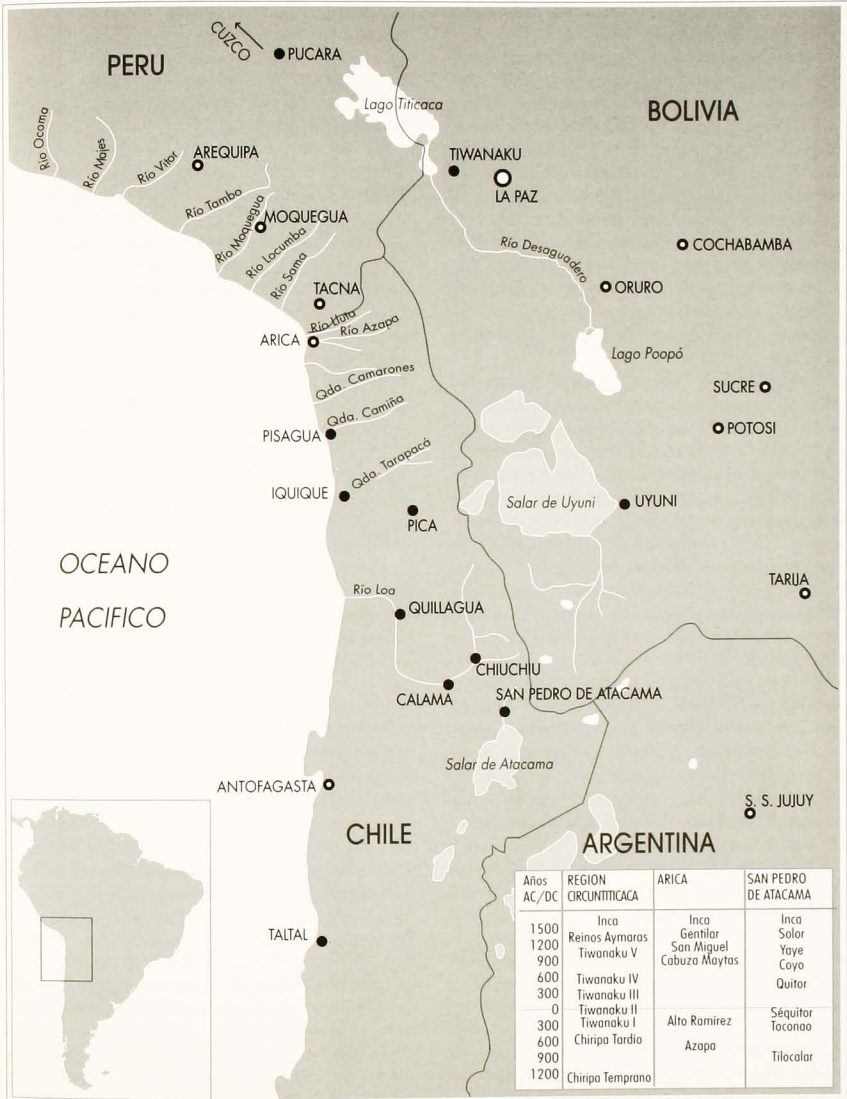 CUZCO
PUCARA
PERU
Lago Titicaca
BOLIVIA
Río Ocoma
Río Majes
Río Vitor
AREQUIPA
TIWANAKU
LA PAZ
Río Tambo
Río Moquegua
MOQUEGUA
Río Locumba
Río Sama
Río Desaguadero
COCHABAMBA
TACNA
ORURO
Río Lluta
Río Azapa
ARICA
Lago Poopó
Qda. Camarones
SUCRE
Qda. Camiña
PISAGUA
POTOSI
Qda. Tarapacá
IQUIQUE
Salar de Uyuni
UYUNI
PICA
OCEANO
PACIFICO
TARIJA
Río Loa
QUILLAGUA
CHIUCHIU
CALAMA
SAN PEDRO DE ATACAMA
Salar de Atacama
ANTOFAGASTA
S. S. JUJUY
CHILE
ARGENTINA
TALTAL
Años REGION ARICA SAN PEDRO
AC/DC CIRCUNTITICACA DE ATACAMA
Inca Inca Inca
1500 Reinos Aymaras Gentilar Solor
1200 Tiwanaku V San Miguel Yaye
900 Cabuza Maytas Coyo
600 Tiwanaku IV Quitor
300 Tiwanaku III
0 Tiwanaku II Séquitor
300 Tiwanaku I Alto Ramírez Toconao
600 Chiripa Tardío Azapa
900 Tilocalar
1200 Chiripa Temprano